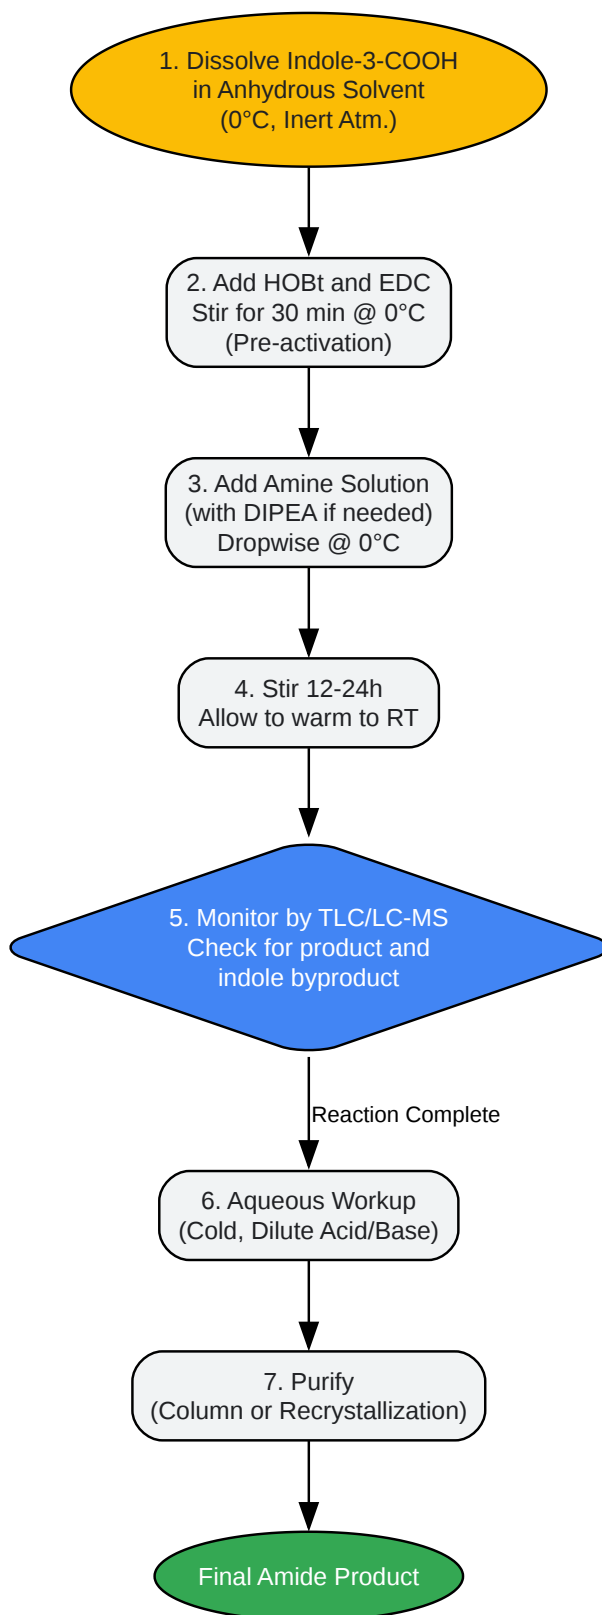 1. Dissolve Indole-3-COOH
in Anhydrous Solvent
(0°C, Inert Atm.)
2. Add HOBt and EDC
Stir for 30 min @ 0°C
(Pre-activation)
3. Add Amine Solution
(with DIPEA if needed)
Dropwise @ 0°C
4. Stir 12-24h
Allow to warm to RT
5. Monitor by TLC/LC-MS
Check for product and
indole byproduct
Reaction Complete
6. Aqueous Workup
(Cold, Dilute Acid/Base)
7. Purify
(Column or Recrystallization)
Final Amide Product